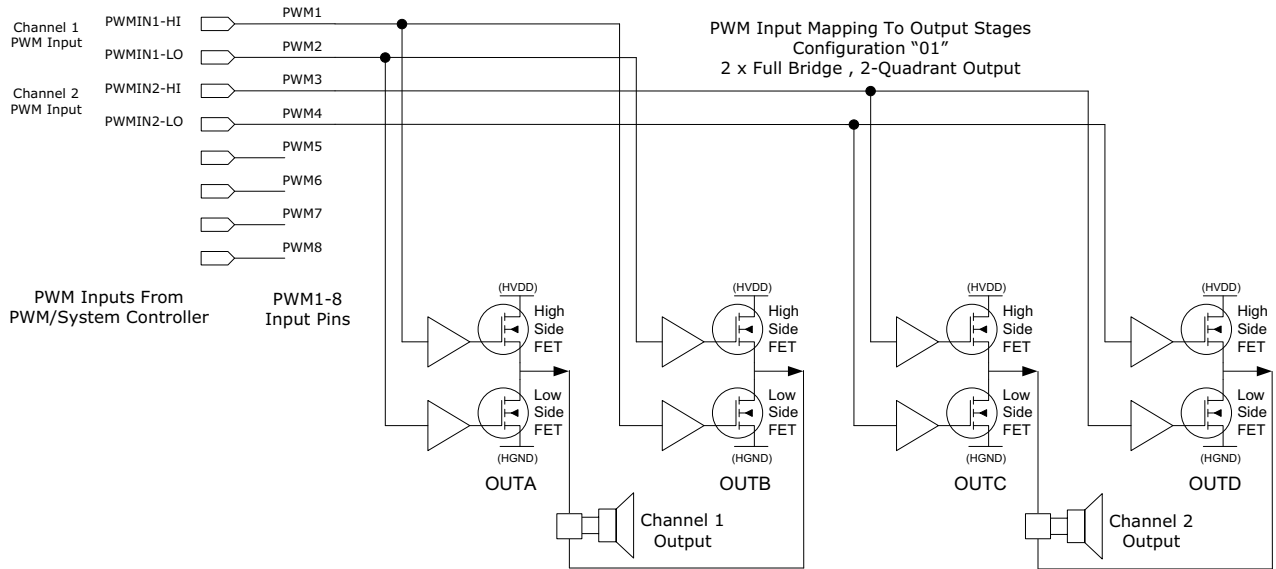 Channel 1
PWM Input
PWMIN1-HI
PWM1
PWMIN1-LO
PWM2
Channel 2
PWM Input
PWMIN2-HI
PWM3
PWMIN2-LO
PWM4
PWM5
PWM6
PWM7
PWM8
PWM Input Mapping To Output Stages
Configuration “01”
2 x Full Bridge , 2-Quadrant Output
PWM Inputs From
PWM/System Controller
PWM1-8
Input Pins
(HVDD)
High
Side
FET
Low
Side
FET
(HGND)
OUTA
(HVDD)
High
Side
FET
Low
Side
FET
(HGND)
OUTB
(HVDD)
High
Side
FET
Low
Side
FET
(HGND)
OUTC
(HVDD)
High
Side
FET
Low
Side
FET
(HGND)
OUTD
Channel 1
Output
Channel 2
Output